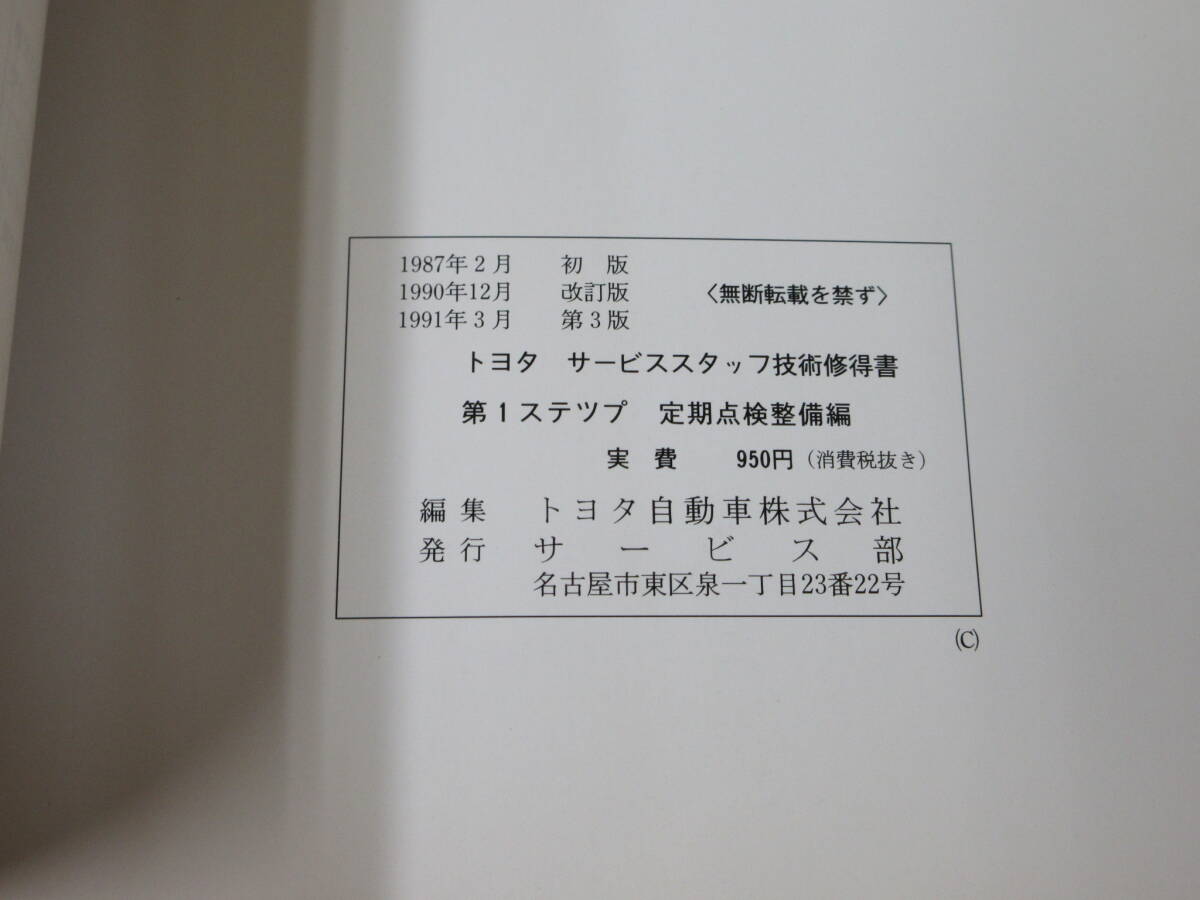 1987年2月 初版
1990年12月 改訂版 〈無断転載を禁ず〉
1991年3月 第3版
トヨタ サービススタッフ技術修得書
第1ステツプ 定期点検整備編
実費 950円（消費税抜き）
編集 トヨタ自動車株式会社
発行 サービス部
名古屋市東区泉一丁目23番22号
(C)